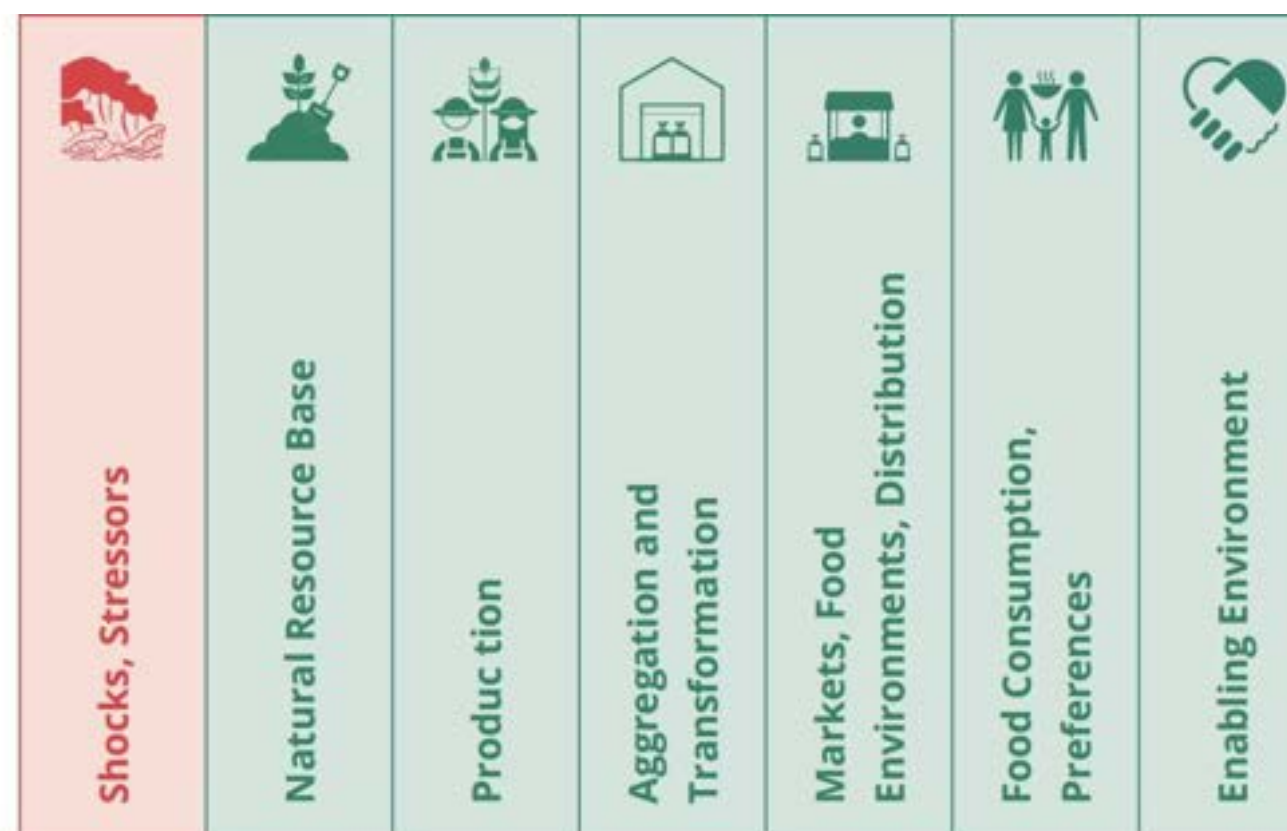 Shocks, Stressors
Natural Resource Base
Produc tion
Aggregation and
Transformation
Markets, Food
Environments, Distribution
Food Consumption,
Preferences
Enabling Environment